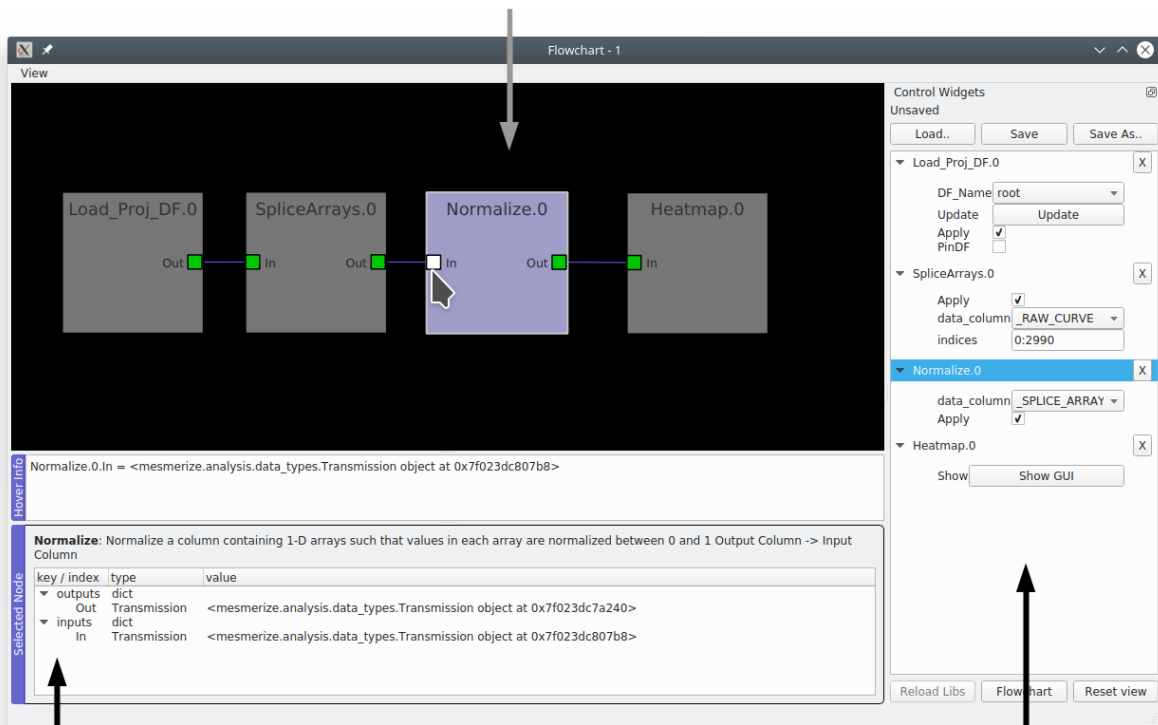 Flowchart - 1
View
Load_Proj_DF.0
Out
SpliceArrays.0
In
Out
Normalize.0
In
Out
Heatmap.0
In
Hover Info
Normalize.0.In = <mesmerize.analysis.data_types.Transmission object at 0x7f023dc807b8>
Selected Node
Normalize: Normalize a column containing 1-D arrays such that values in each array are normalized between 0 and 1 Output Column -> Input
Column
key / index type value
outputs dict
Out Transmission <mesmerize.analysis.data_types.Transmission object at 0x7f023dc7a240>
inputs dict
In Transmission <mesmerize.analysis.data_types.Transmission object at 0x7f023dc807b8>
Control Widgets
Unsaved
Load.. Save Save As..
Load_Proj_DF.0 X
DF_Name root
Update Update
Apply
PinDF
SpliceArrays.0 X
Apply
data_column _RAW_CURVE
indices 0:2990
Normalize.0 X
data_column _SPLICE_ARRAY
Apply
Heatmap.0 X
Show Show GUI
Reload Libs Flowchart Reset view